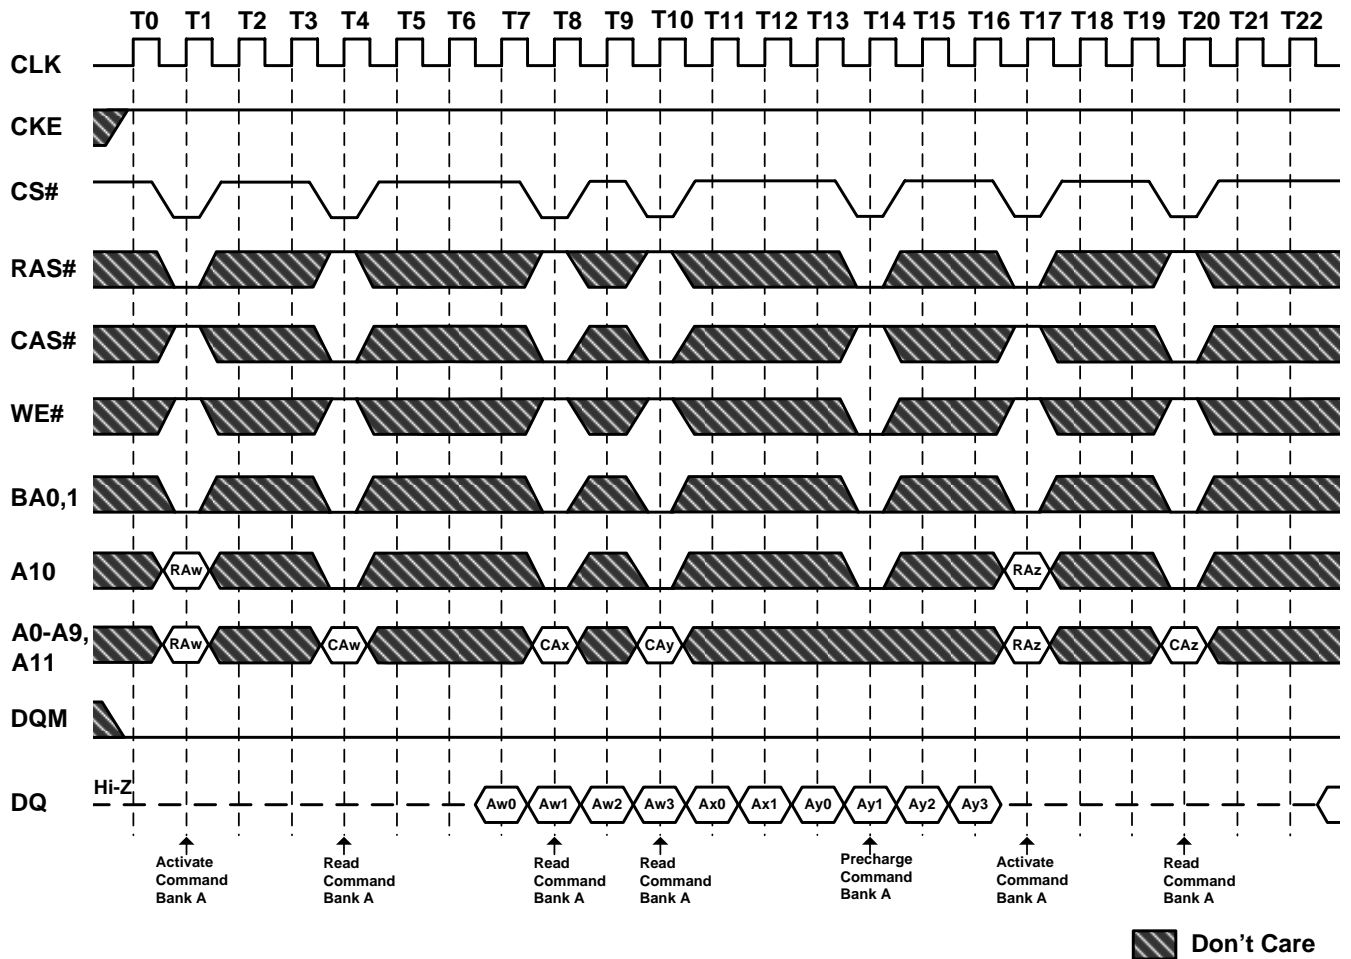 T0 T1 T2 T3 T4 T5 T6 T7 T8 T9 T10 T11 T12 T13 T14 T15 T16 T17 T18 T19 T20 T21 T22
CLK
CKE
CS#
RAS#
CAS#
WE#
BA0,1
A10 RAw RAz
A0-A9,
A11
RAw CAw CAx CAy RAz CAz
DQM
Hi-Z
DQ Aw0 Aw1 Aw2 Aw3 Ax0 Ax1 Ay0 Ay1 Ay2 Ay3
Activate
Command
Bank A
Read
Command
Bank A
Read
Command
Bank A
Read
Command
Bank A
Precharge
Command
Bank A
Activate
Command
Bank A
Read
Command
Bank A
Don't Care